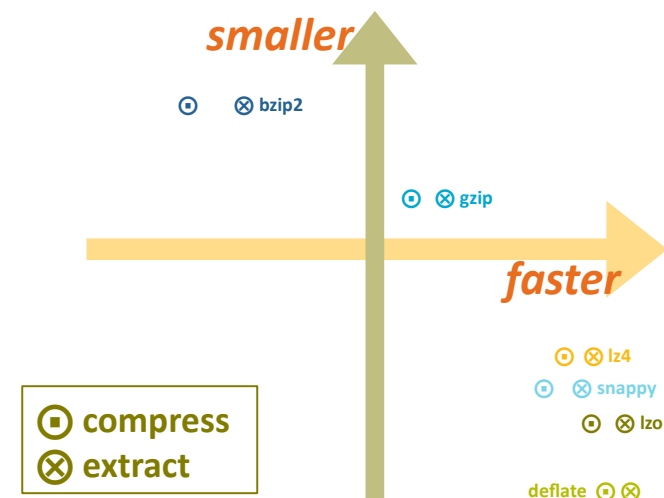 smaller
bzip2
gzip
faster
lz4
snappy
lzo
compress
extract
deflate